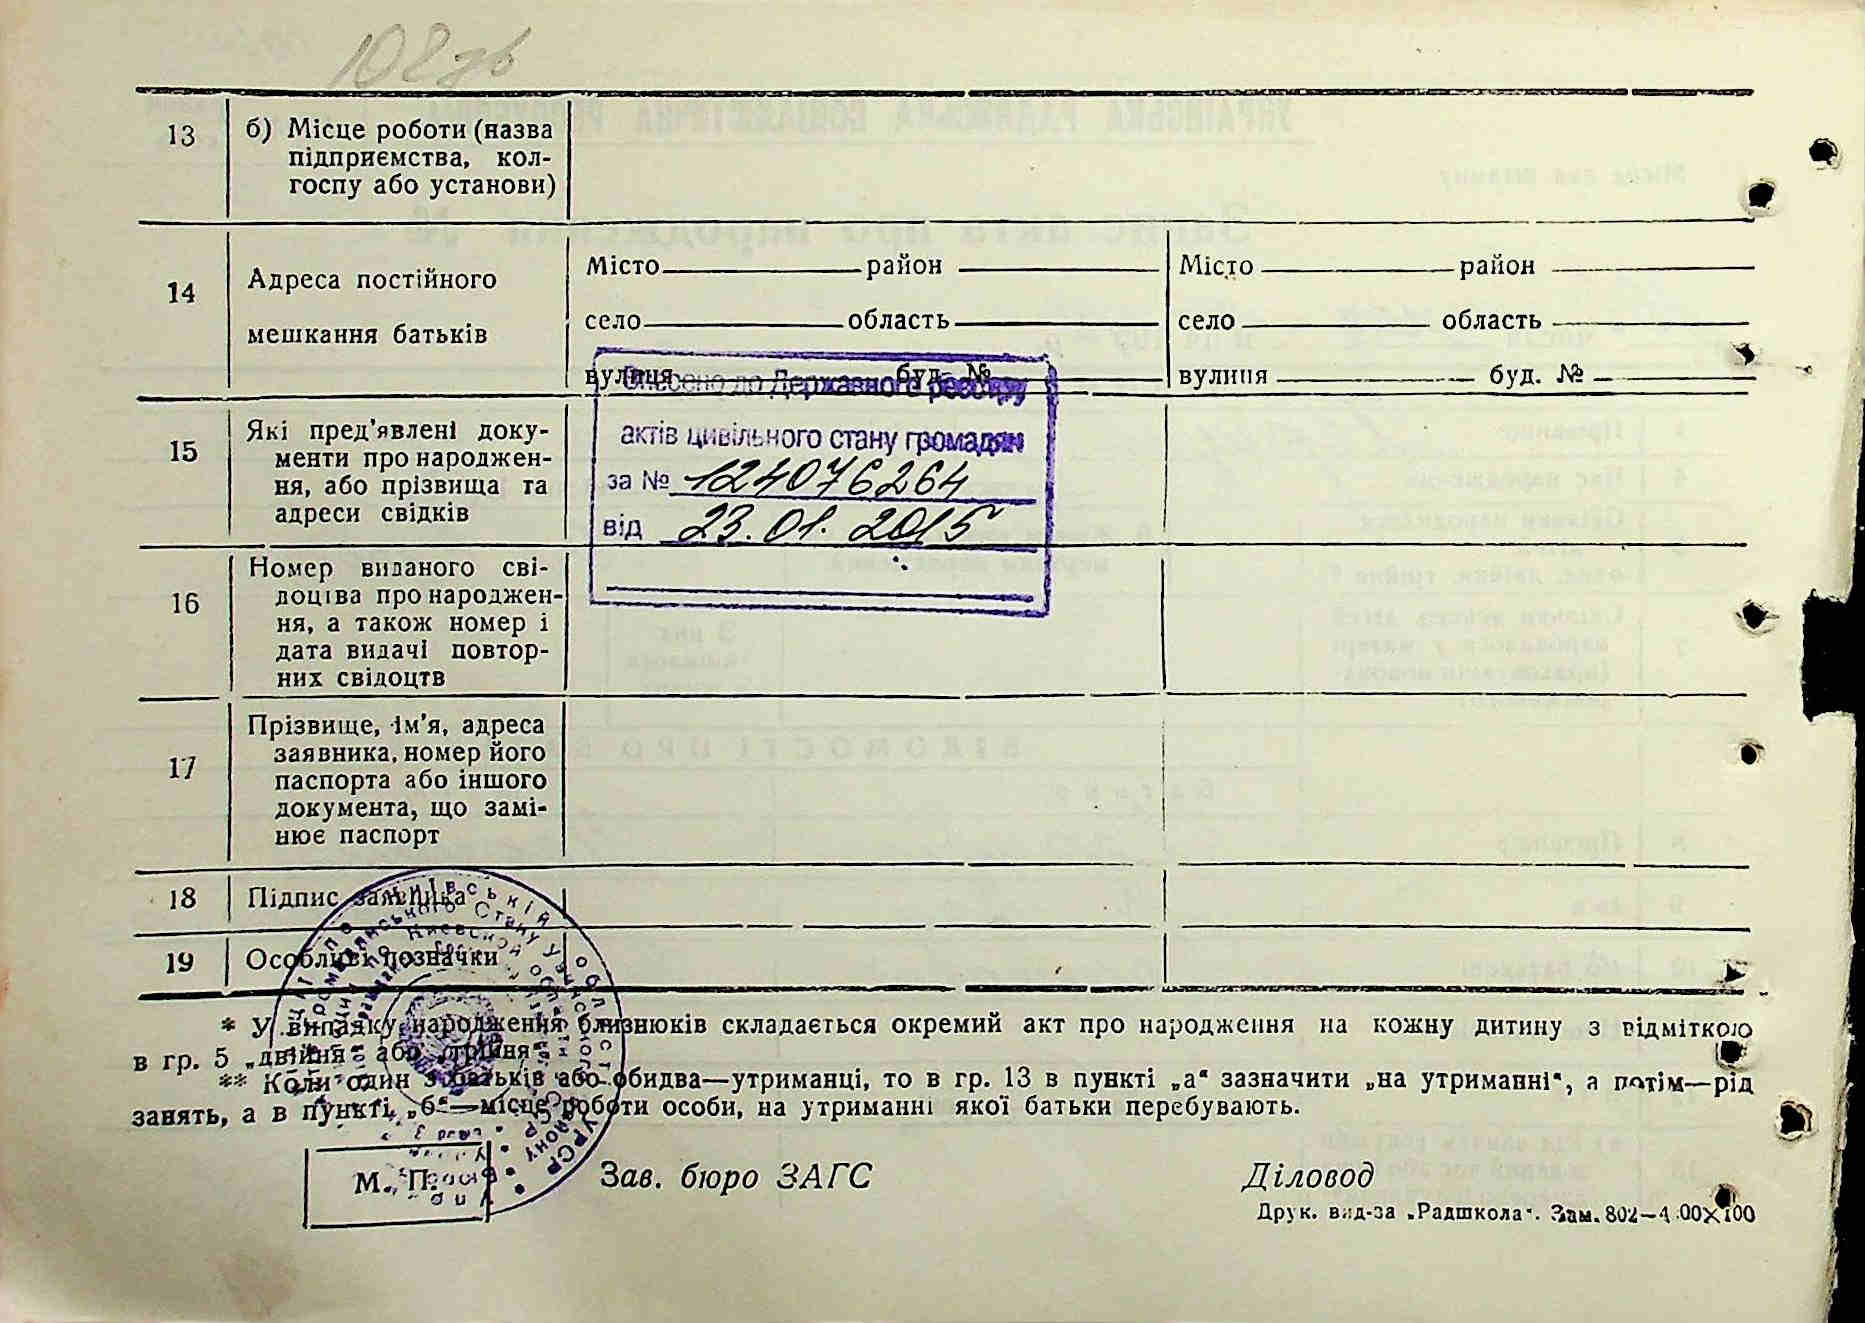 13 б) Місце роботи (назва
підприємства, кол-
госпу або установи)
14 Адреса постійного
мешкання батьків
Місто район
село область
вулиця буд. №
Місто район
село область
вулиця буд. №
Внесено до Державного реєстру
актів цивільного стану громадян
за № 124076264
від 23.01.2015
15 Які пред'явлені доку-
менти про народжен-
ня, або прізвища та
адреси свідків
16 Номер виданого сві-
доцтва про народжен-
ня, а також номер і
дата видачі повтор-
них свідоцтв
17 Прізвище, ім'я, адреса
заявника, номер його
паспорта або іншого
документа, що замі-
нює паспорт
18 Підпис заявника
19 Особливі позначки
* У випадку народження близнюків складається окремий акт про народження на кожну дитину з відміткою
в гр. 5 „двійня“ або „трійня“.
** Коли один з батьків або обидва—утриманці, то в гр. 13 в пункті „а“ зазначити „на утриманні“, а потім—рід
занять, а в пункті „б“—місце роботи особи, на утриманні якої батьки перебувають.
М. П.
Зав. бюро ЗАГС
Діловод
Друк. вид-ва „Радшкола“. Зам. 802—4